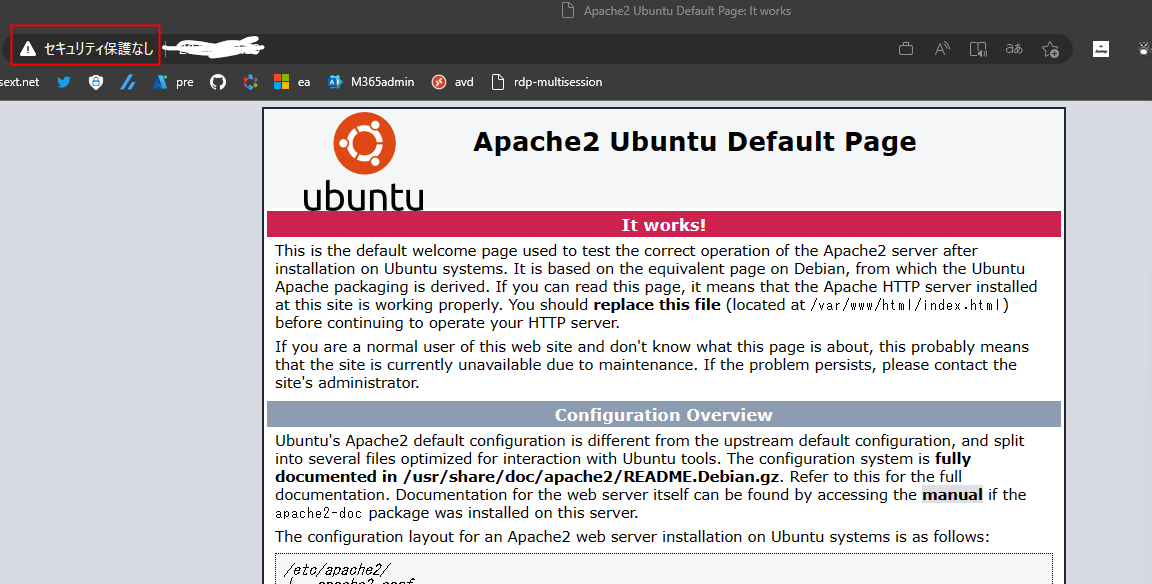 Apache2 Ubuntu Default Page: It works
セキュリティ保護なし
sext.net pre ea M365admin avd rdp-multisession
ubuntu
Apache2 Ubuntu Default Page
It works!
This is the default welcome page used to test the correct operation of the Apache2 server after
installation on Ubuntu systems. It is based on the equivalent page on Debian, from which the Ubuntu
Apache packaging is derived. If you can read this page, it means that the Apache HTTP server installed
at this site is working properly. You should replace this file (located at /var/www/html/index.html)
before continuing to operate your HTTP server.
If you are a normal user of this web site and don't know what this page is about, this probably means
that the site is currently unavailable due to maintenance. If the problem persists, please contact the
site's administrator.
Configuration Overview
Ubuntu's Apache2 default configuration is different from the upstream default configuration, and split
into several files optimized for interaction with Ubuntu tools. The configuration system is fully
documented in /usr/share/doc/apache2/README.Debian.gz. Refer to this for the full
documentation. Documentation for the web server itself can be found by accessing the manual if the
apache2-doc package was installed on this server.
The configuration layout for an Apache2 web server installation on Ubuntu systems is as follows:
/etc/apache2/